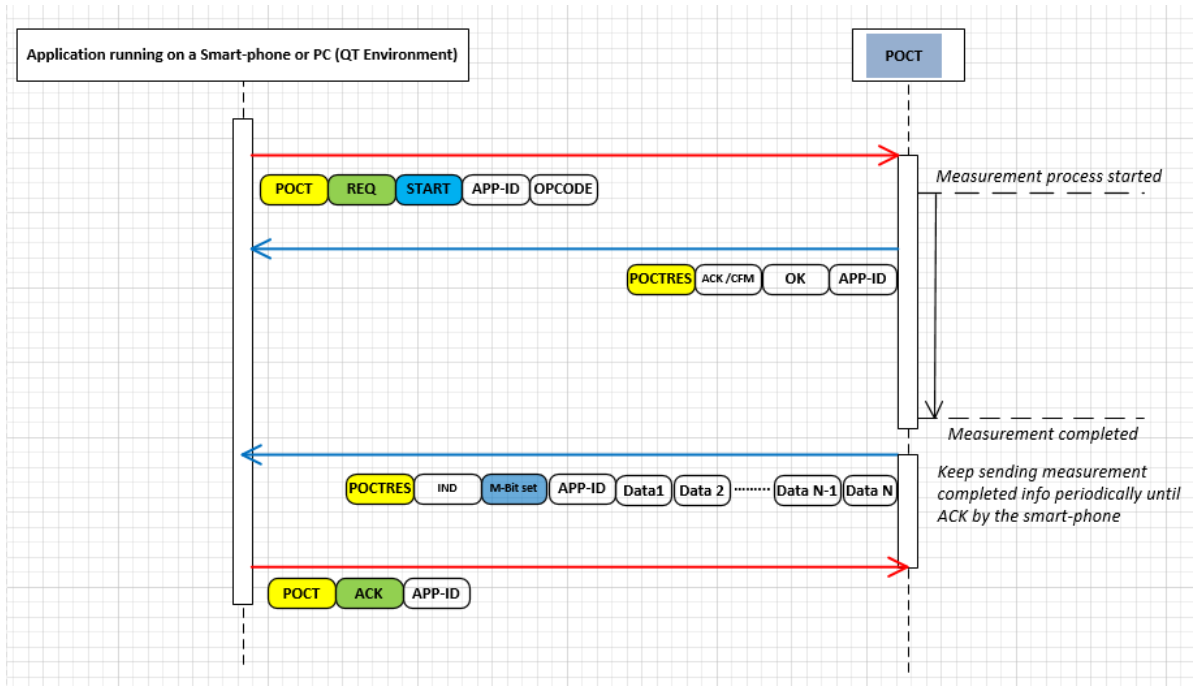 Application running on a Smart-phone or PC (QT Environment)
POCT
Measurement process started
POCT REQ START APP-ID OPCODE
POCTRES ACK /CFM OK APP-ID
Measurement completed
POCTRES IND M-Bit set APP-ID Data1 Data 2 ········· Data N-1 Data N
Keep sending measurement
completed info periodically until
ACK by the smart-phone
POCT ACK APP-ID